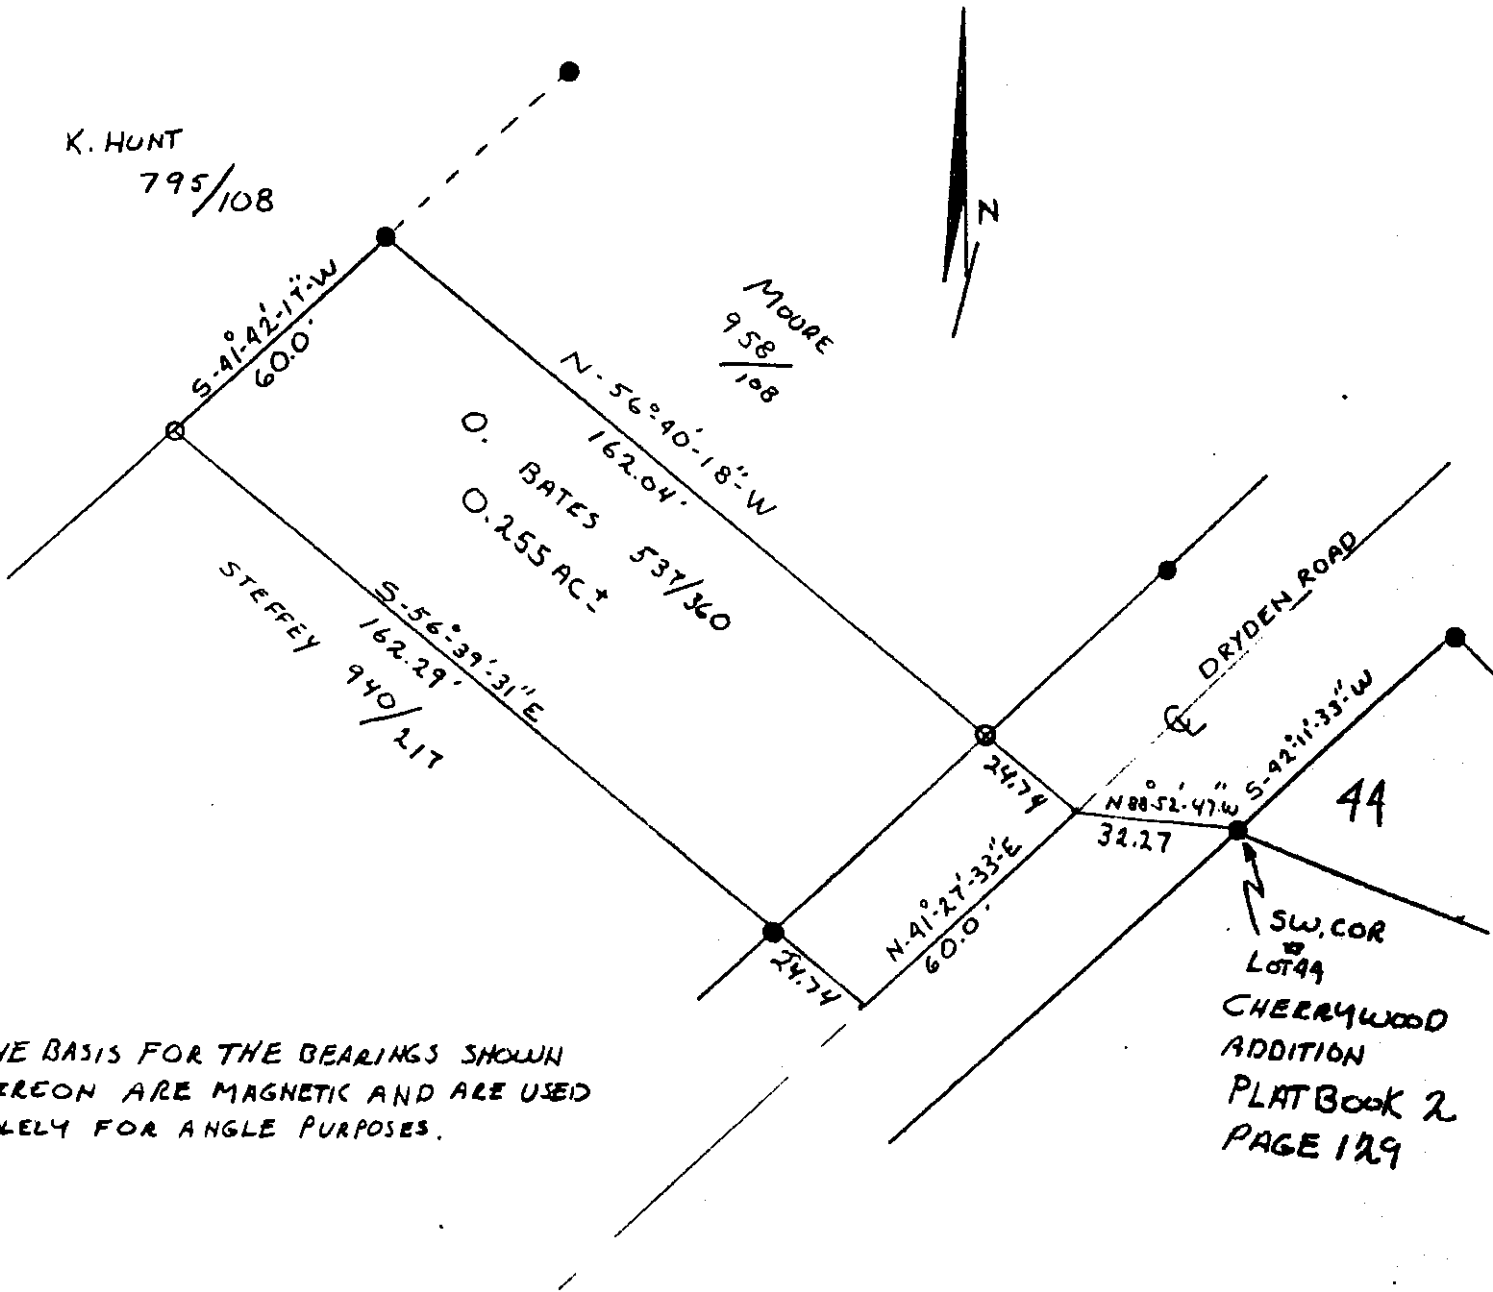 K. HUNT
795/108
N
MOORE
958
108
S-41°-42'-17"-W
60.0'
N-56°-40'-18"-W
162.04'
O. BATES 537/360
0.255 AC ±
S-56°-39'-31"E
162.29'
STEFFEY 940/217
DRYDEN ROAD
℄
S-42°-11'-33"-W
44
24.74
N 88°-52'-47"W
32.27
N-41°-27'-33"-E
60.0'
24.74
SW. COR
LOT 44
CHERRYWOOD
ADDITION
PLAT BOOK 2
PAGE 129
HE BASIS FOR THE BEARINGS SHOWN
EREON ARE MAGNETIC AND ARE USED
LELY FOR ANGLE PURPOSES.